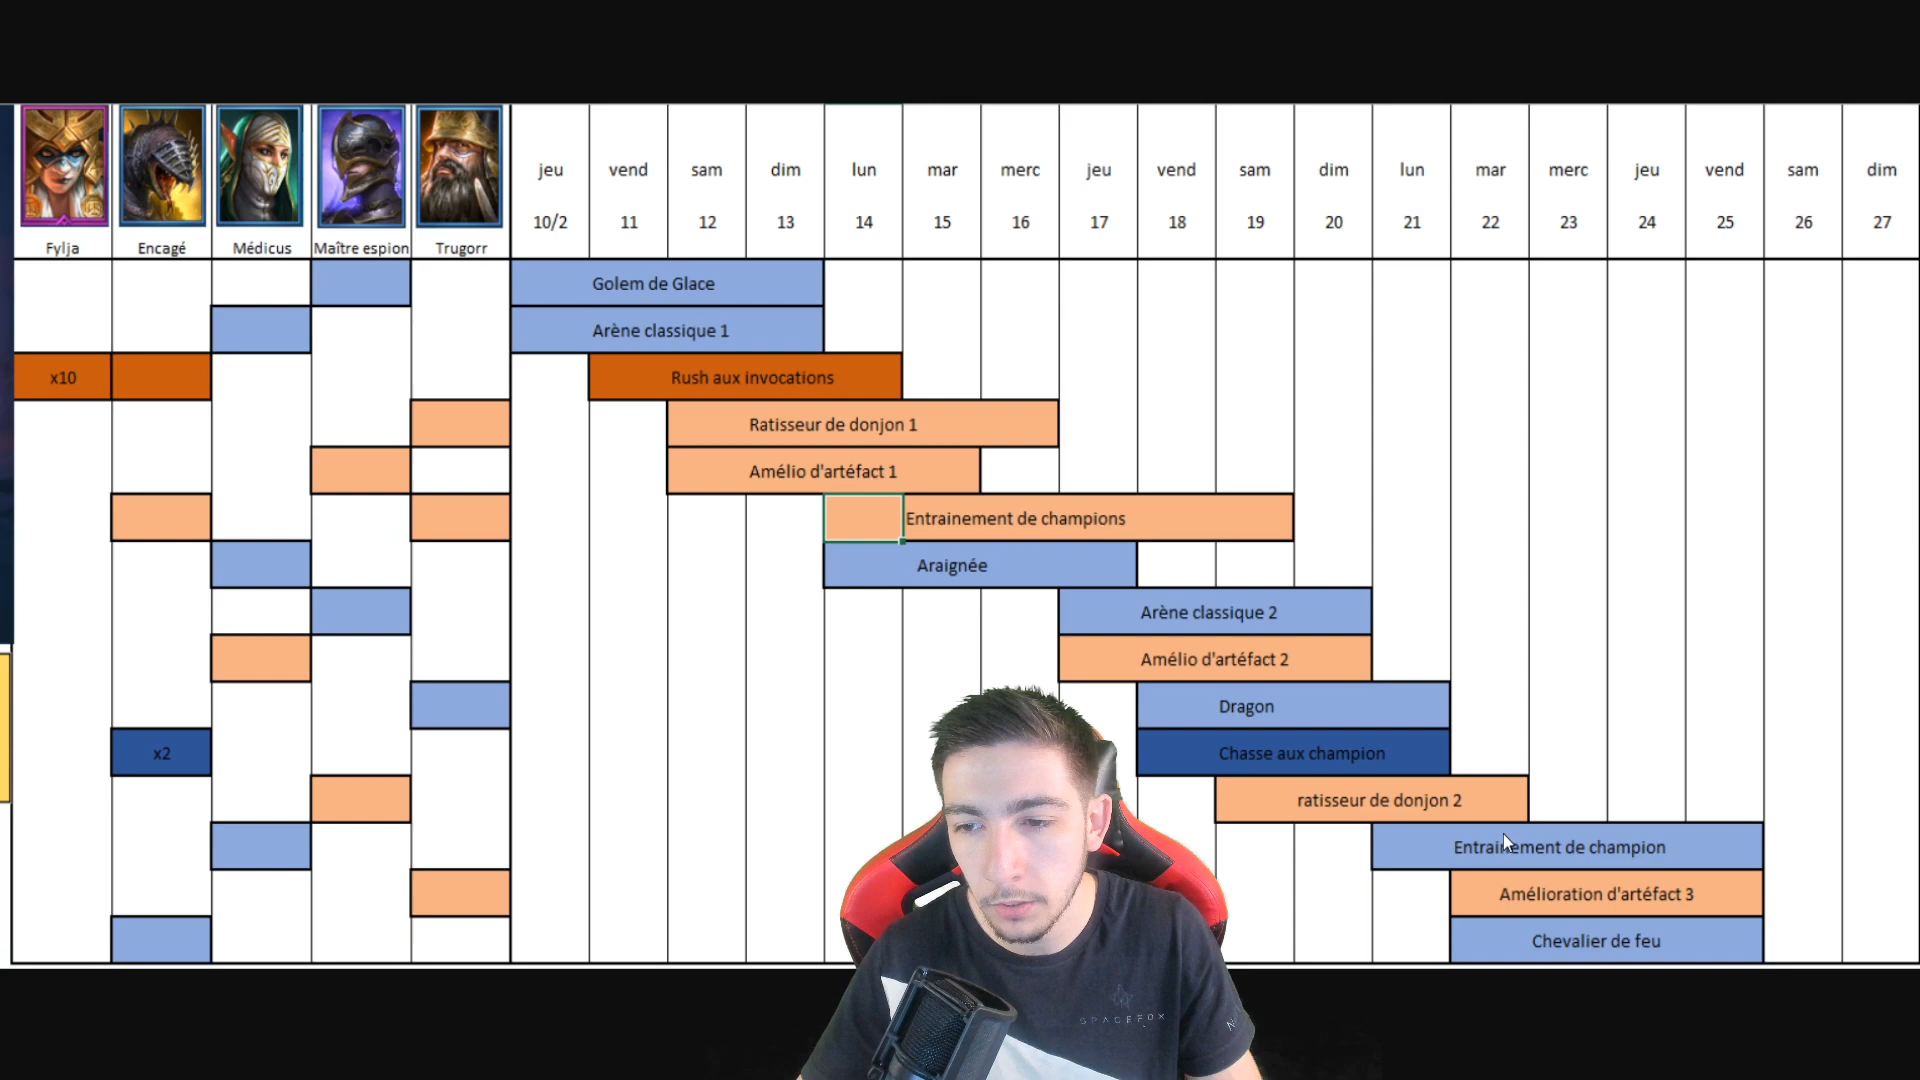 jeu vend sam dim lun mar merc jeu vend sam dim lun mar merc jeu vend sam dim
10/2 11 12 13 14 15 16 17 18 19 20 21 22 23 24 25 26 27
Fylja Encagé Médicus Maître espion Trugorr
Golem de Glace
Arène classique 1
x10 Rush aux invocations
Ratisseur de donjon 1
Amélio d'artéfact 1
Entrainement de champions
Araignée
Arène classique 2
Amélio d'artéfact 2
Dragon
x2 Chasse aux champion
ratisseur de donjon 2
Entrainement de champion
Amélioration d'artéfact 3
Chevalier de feu
SPACEFOX